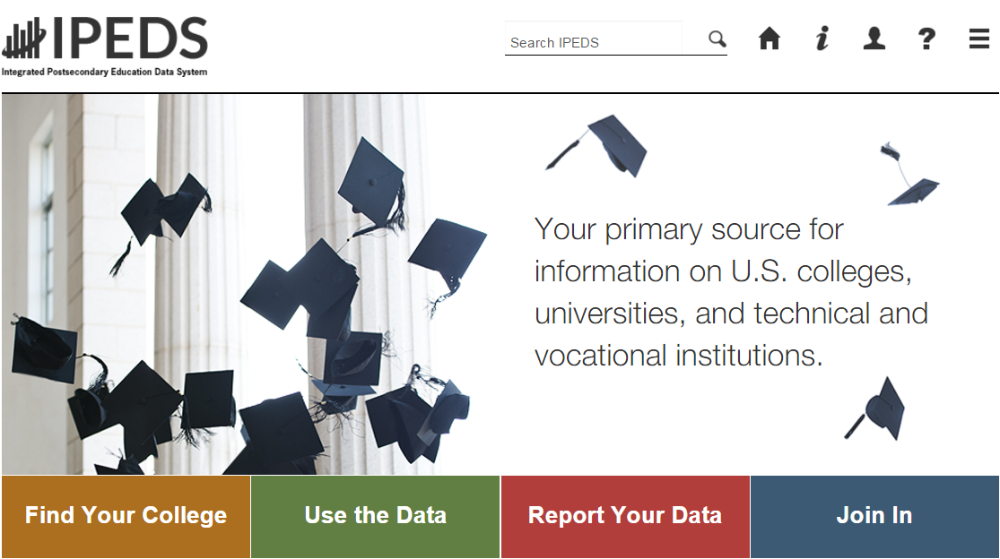 IPEDS
Integrated Postsecondary Education Data System
Search IPEDS
Your primary source for
information on U.S. colleges,
universities, and technical and
vocational institutions.
Find Your College
Use the Data
Report Your Data
Join In